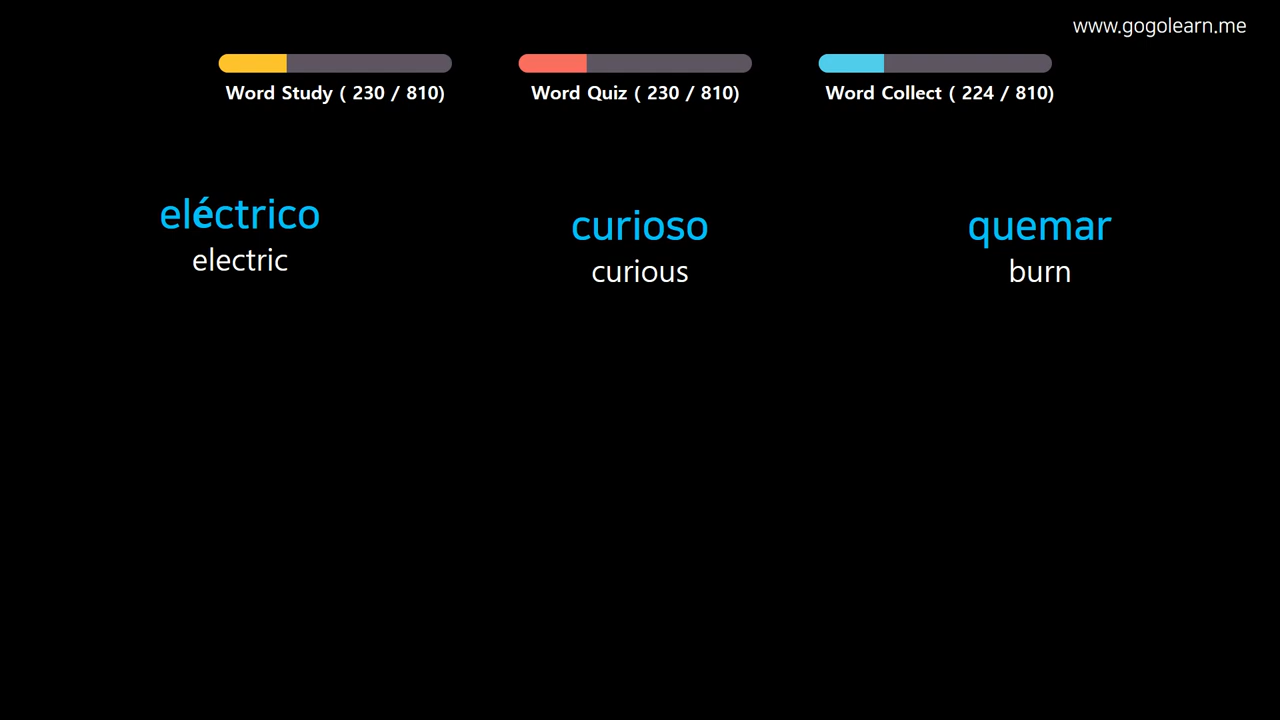 www.gogolearn.me
Word Study ( 230 / 810)
Word Quiz ( 230 / 810)
Word Collect ( 224 / 810)
eléctrico
electric
curioso
curious
quemar
burn